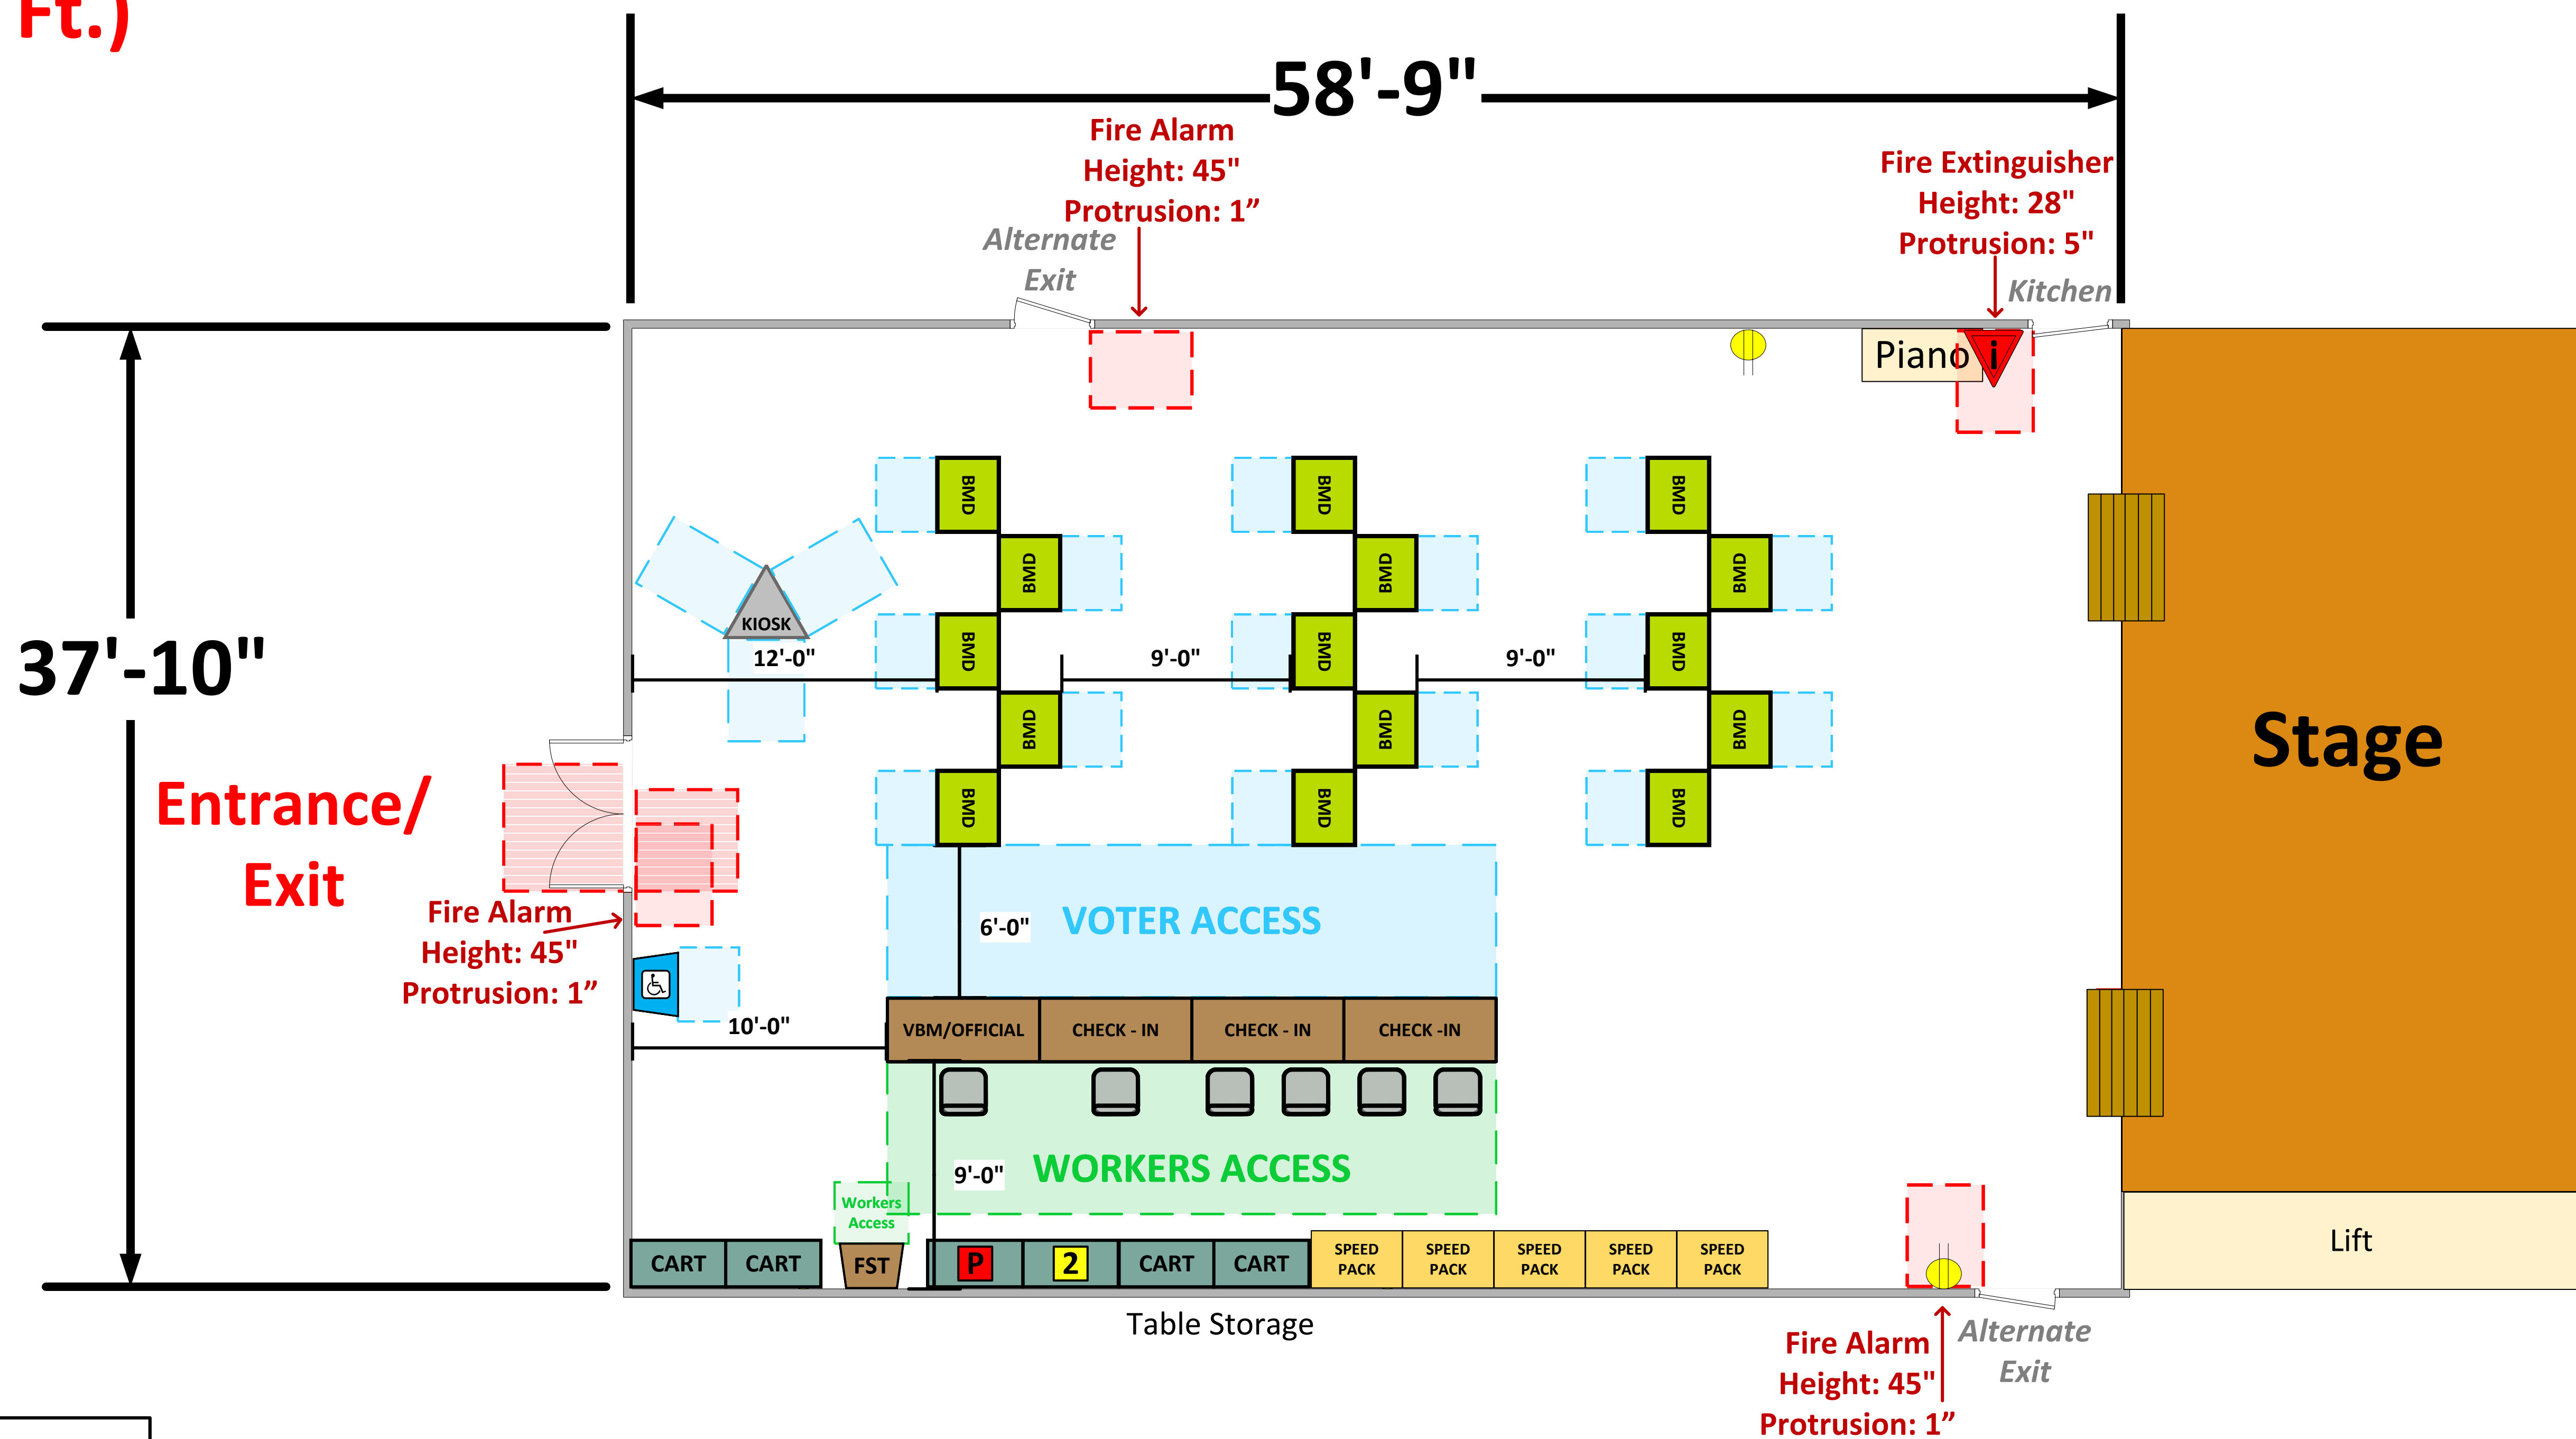 Ft.)
58'-9"
Fire Alarm
Height: 45"
Protrusion: 1”
Alternate
Exit
Fire Extinguisher
Height: 28"
Protrusion: 5"
Kitchen
Piano
i
BMD
BMD
BMD
BMD
BMD
BMD
KIOSK
BMD
BMD
BMD
12'-0"
9'-0"
9'-0"
37'-10"
BMD
BMD
BMD
Stage
BMD
BMD
BMD
Entrance/
Exit
Fire Alarm
Height: 45"
Protrusion: 1”
6'-0"
VOTER ACCESS
10'-0"
VBM/OFFICIAL
CHECK - IN
CHECK - IN
CHECK -IN
9'-0"
WORKERS ACCESS
Workers
Access
CART
CART
FST
P
2
CART
CART
SPEED
PACK
SPEED
PACK
SPEED
PACK
SPEED
PACK
SPEED
PACK
Lift
Table Storage
Fire Alarm
Height: 45"
Protrusion: 1”
Alternate
Exit